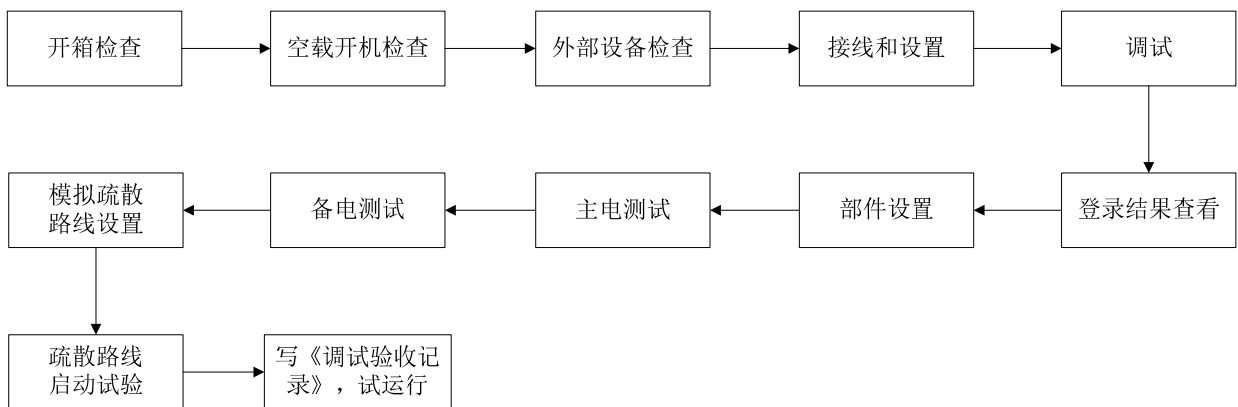 开箱检查
空载开机检查
外部设备检查
接线和设置
调试
登录结果查看
部件设置
主电测试
备电测试
模拟疏散
路线设置
疏散路线
启动试验
写《调试验收记
录》，试运行